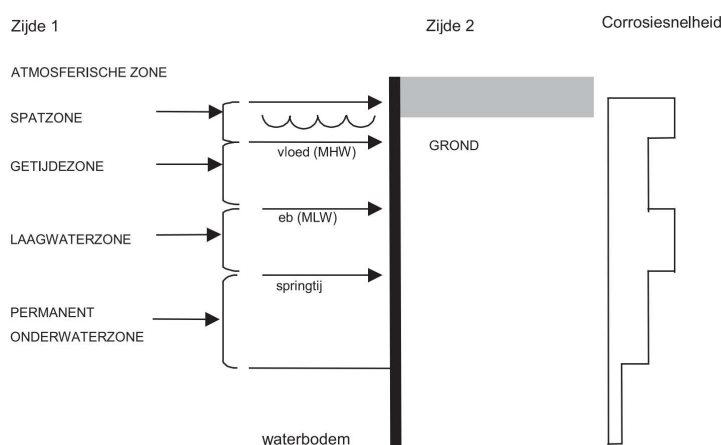 Zijde 1
Zijde 2
Corrosiesnelheid
ATMOSFERISCHE ZONE
SPATZONE
vloed (MHW)
GROND
GETIJDEZONE
eb (MLW)
LAAGWATERZONE
springtij
PERMANENT
ONDERWATERZONE
waterbodem